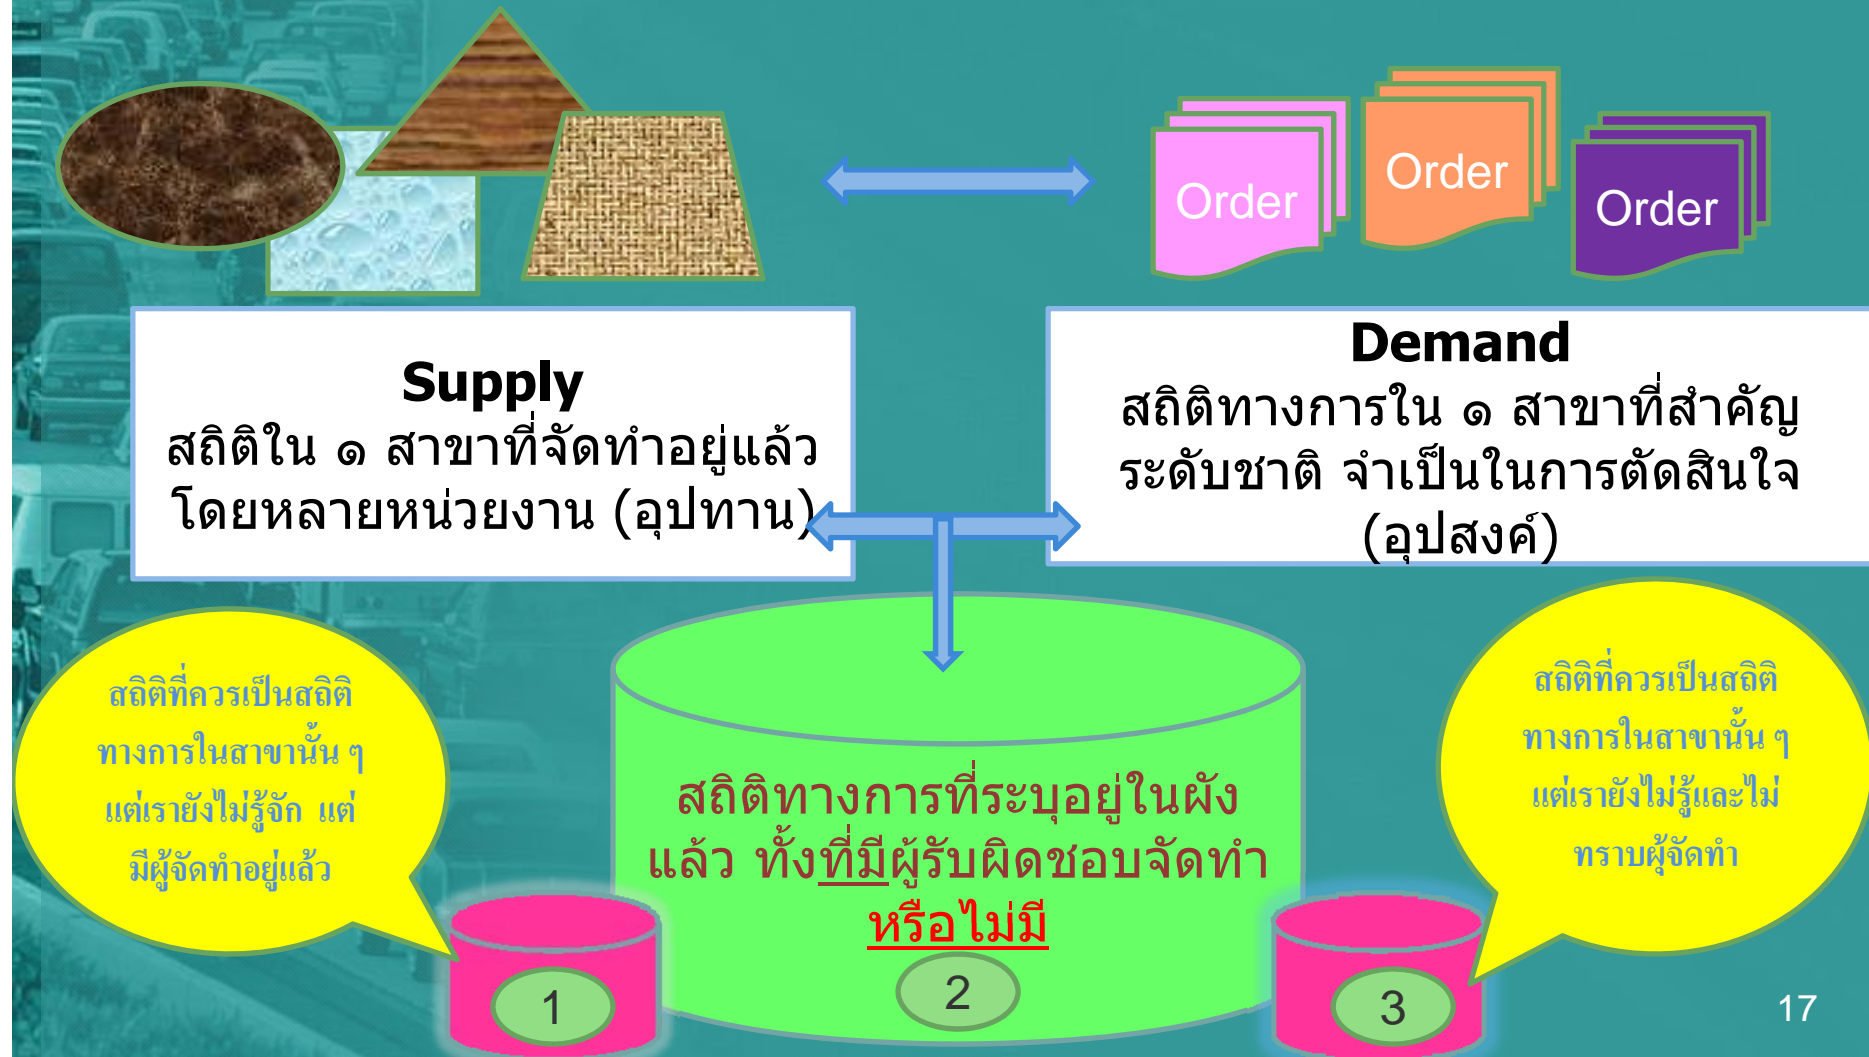 Order
Order
Order
Supply
สถิติใน ๑ สาขาที่จัดทำอยู่แล้ว
โดยหลายหน่วยงาน (อุปทาน)
Demand
สถิติทางการใน ๑ สาขาที่สำคัญ
ระดับชาติ จำเป็นในการตัดสินใจ
(อุปสงค์)
สถิติที่ควรเป็นสถิติ
ทางการในสาขานั้น ๆ
แต่เรายังไม่รู้จัก แต่
มีผู้จัดทำอยู่แล้ว
สถิติทางการที่ระบุอยู่ในผัง
แล้ว ทั้งที่มีผู้รับผิดชอบจัดทำ
หรือไม่มี
สถิติที่ควรเป็นสถิติ
ทางการในสาขานั้น ๆ
แต่เรายังไม่รู้และไม่
ทราบผู้จัดทำ
1
2
3
17